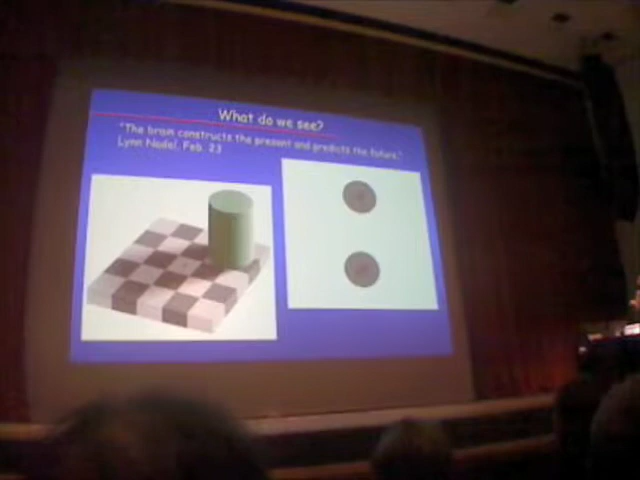 What do we see?
"The brain constructs the present and predicts the future."
Lynn Nadel, Feb. 23